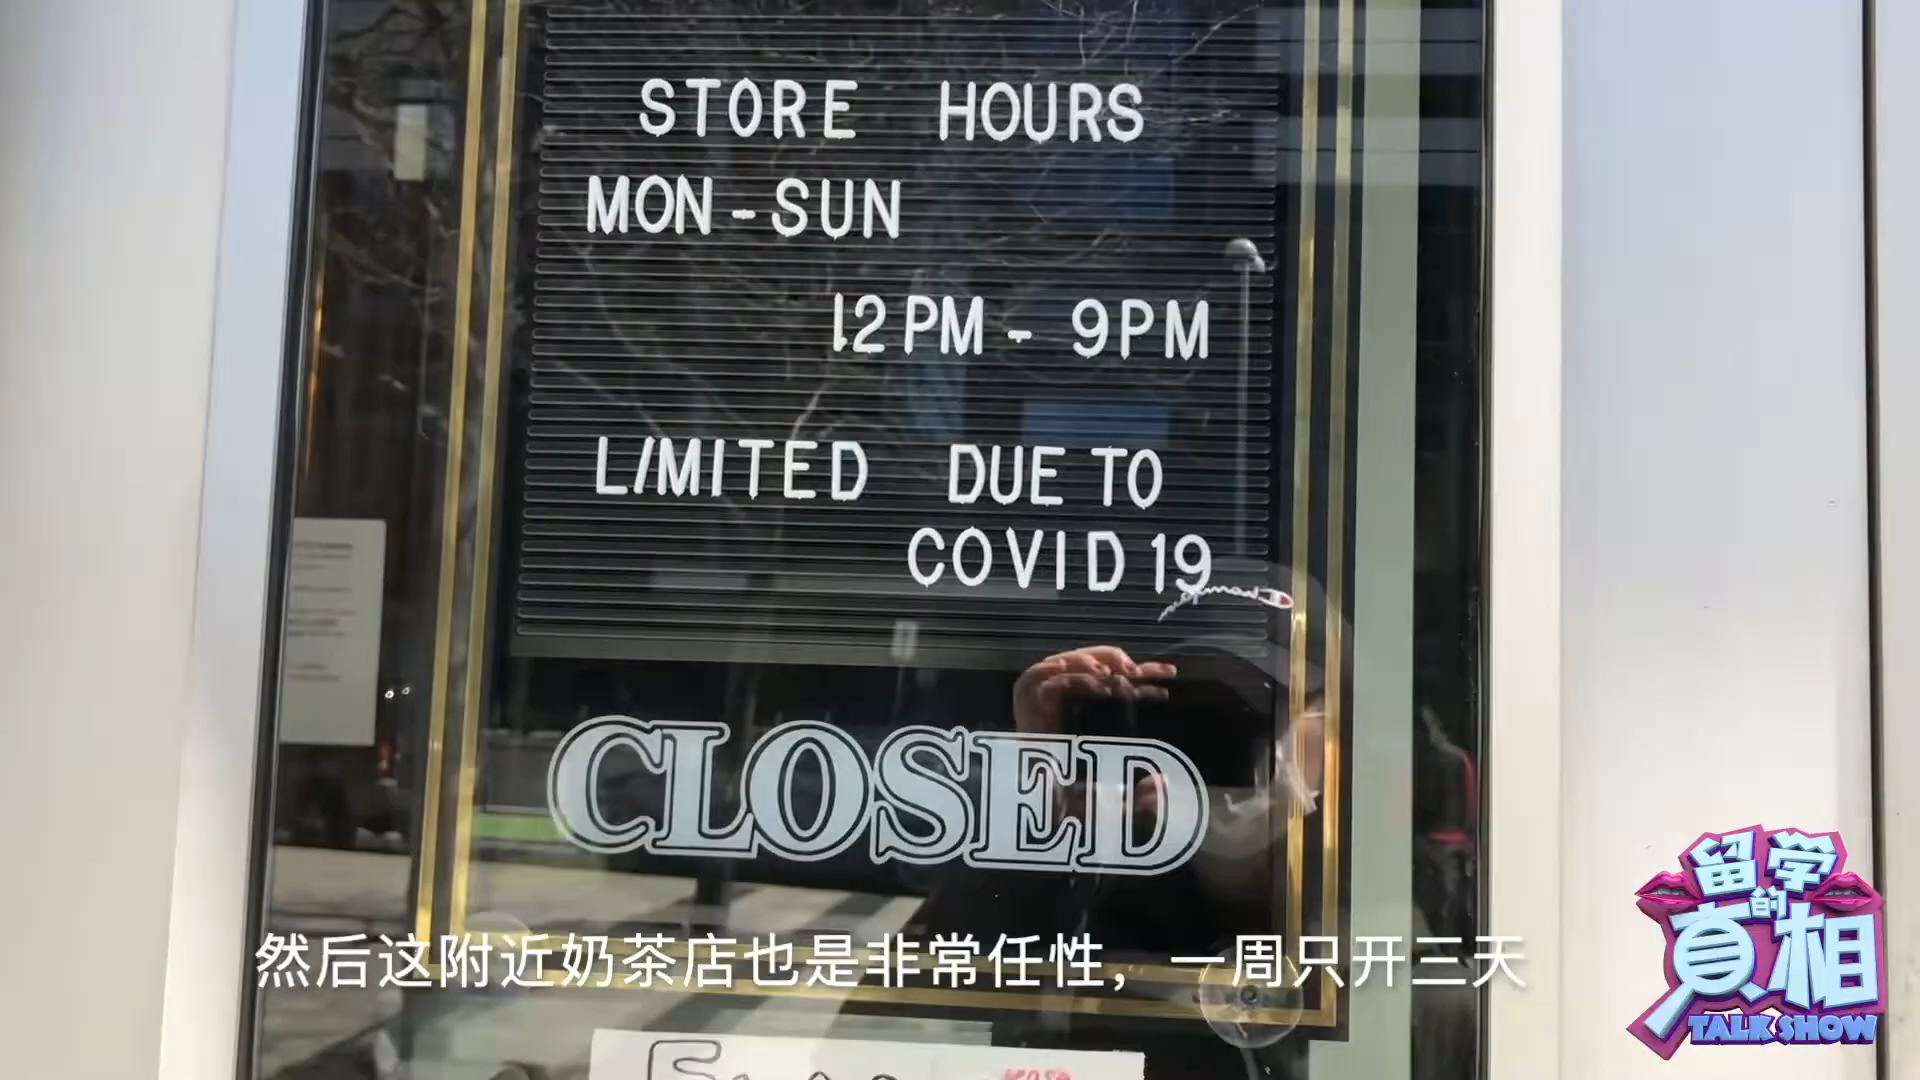 STORE HOURS
MON-SUN
12PM - 9PM
LIMITED DUE TO
COVID 19
CLOSED
然后这附近奶茶店也是非常任性，一周只开三天
留学
的
真相
TALK SHOW